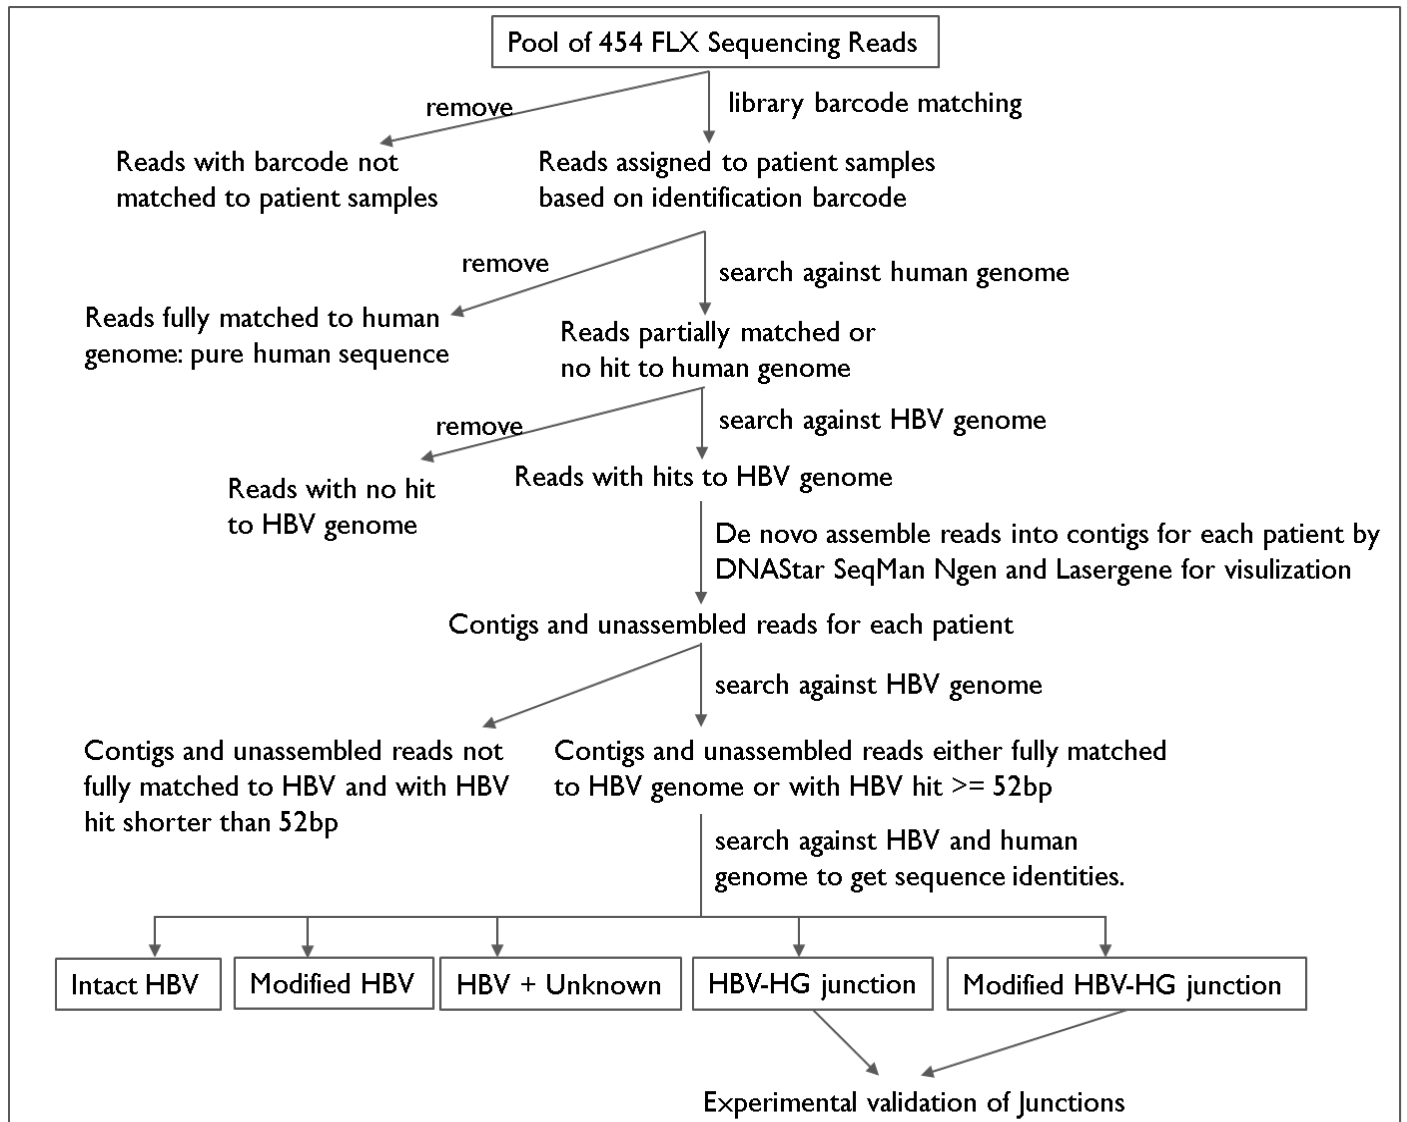 Pool of 454 FLX Sequencing Reads
remove
library barcode matching
Reads with barcode not
matched to patient samples
Reads assigned to patient samples
based on identification barcode
remove
search against human genome
Reads fully matched to human
genome: pure human sequence
Reads partially matched or
no hit to human genome
remove
search against HBV genome
Reads with no hit
to HBV genome
Reads with hits to HBV genome
De novo assemble reads into contigs for each patient by
DNAStar SeqMan Ngen and Lasergene for visulization
Contigs and unassembled reads for each patient
search against HBV genome
Contigs and unassembled reads not
fully matched to HBV and with HBV
hit shorter than 52bp
Contigs and unassembled reads either fully matched
to HBV genome or with HBV hit >= 52bp
search against HBV and human
genome to get sequence identities.
Intact HBV
Modified HBV
HBV + Unknown
HBV-HG junction
Modified HBV-HG junction
Experimental validation of Junctions